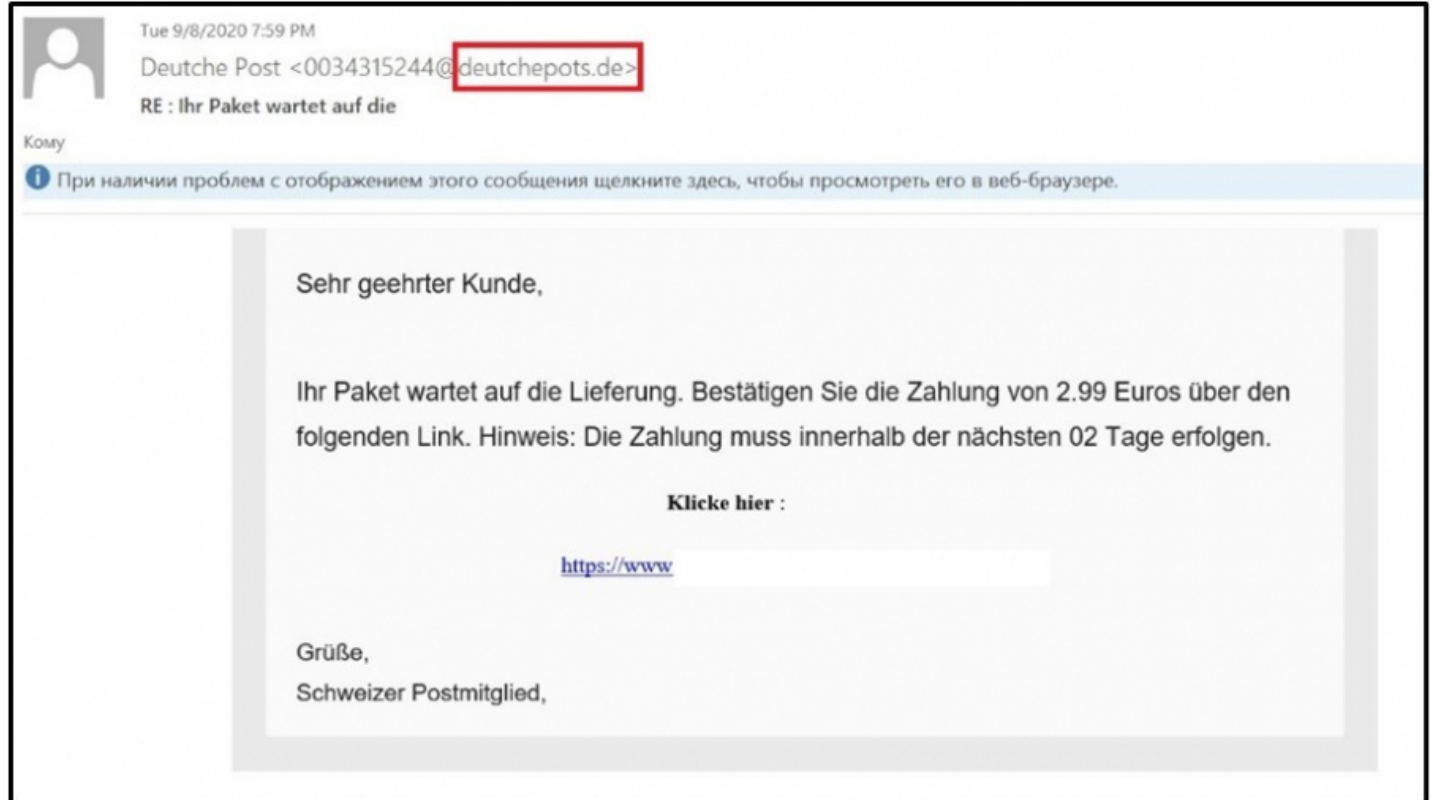 Tue 9/8/2020 7:59 PM
Deutche Post <0034315244@deutchepots.de>
RE : Ihr Paket wartet auf die
Кому
При наличии проблем с отображением этого сообщения щелкните здесь, чтобы просмотреть его в веб-браузере.
Sehr geehrter Kunde,
Ihr Paket wartet auf die Lieferung. Bestätigen Sie die Zahlung von 2.99 Euros über den
folgenden Link. Hinweis: Die Zahlung muss innerhalb der nächsten 02 Tage erfolgen.
Klicke hier :
https://www
Grüße,
Schweizer Postmitglied,